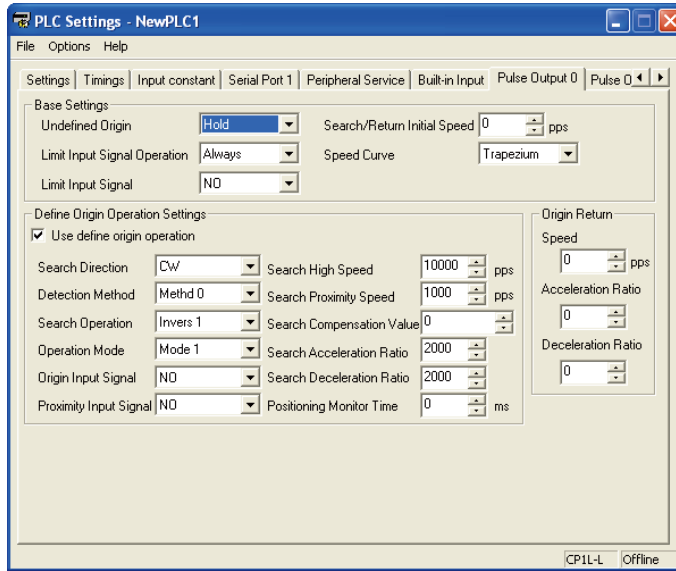 PLC Settings - NewPLC1
File Options Help
Settings Timings Input constant Serial Port 1 Peripheral Service Built-in Input Pulse Output 0 Pulse O
Base Settings
Undefined Origin Hold Search/Return Initial Speed 0 pps
Limit Input Signal Operation Always Speed Curve Trapezium
Limit Input Signal NO
Define Origin Operation Settings Origin Return
Use define origin operation Speed
0 pps
Search Direction CW Search High Speed 10000 pps
Detection Method Methd 0 Search Proximity Speed 1000 pps Acceleration Ratio
Search Operation Invers 1 Search Compensation Value 0 0
Operation Mode Mode 1 Search Acceleration Ratio 2000 Deceleration Ratio
Origin Input Signal NO Search Deceleration Ratio 2000 0
Proximity Input Signal NO Positioning Monitor Time 0 ms
CP1L-L Offline